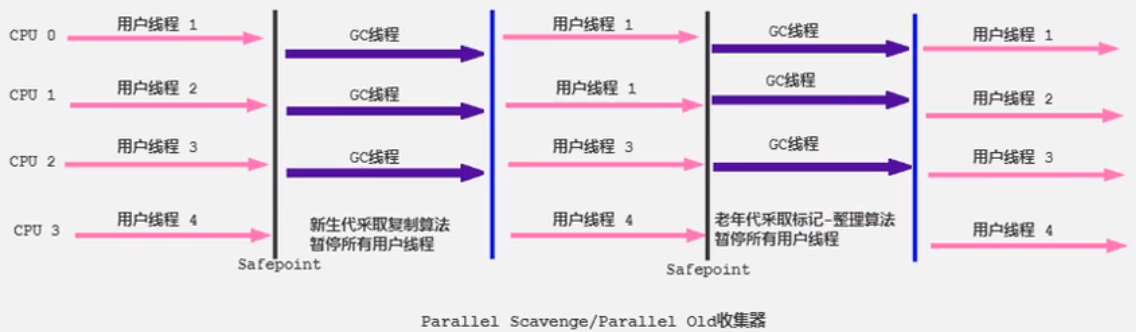 CPU 0
用户线程 1
GC线程
用户线程 1
GC线程
用户线程 1
CPU 1
用户线程 2
GC线程
用户线程 1
GC线程
用户线程 2
CPU 2
用户线程 3
GC线程
用户线程 3
GC线程
用户线程 3
CPU 3
用户线程 4
新生代采取复制算法
暂停所有用户线程
用户线程 4
老年代采取标记-整理算法
暂停所有用户线程
用户线程 4
Safepoint
Safepoint
Parallel Scavenge/Parallel Old收集器